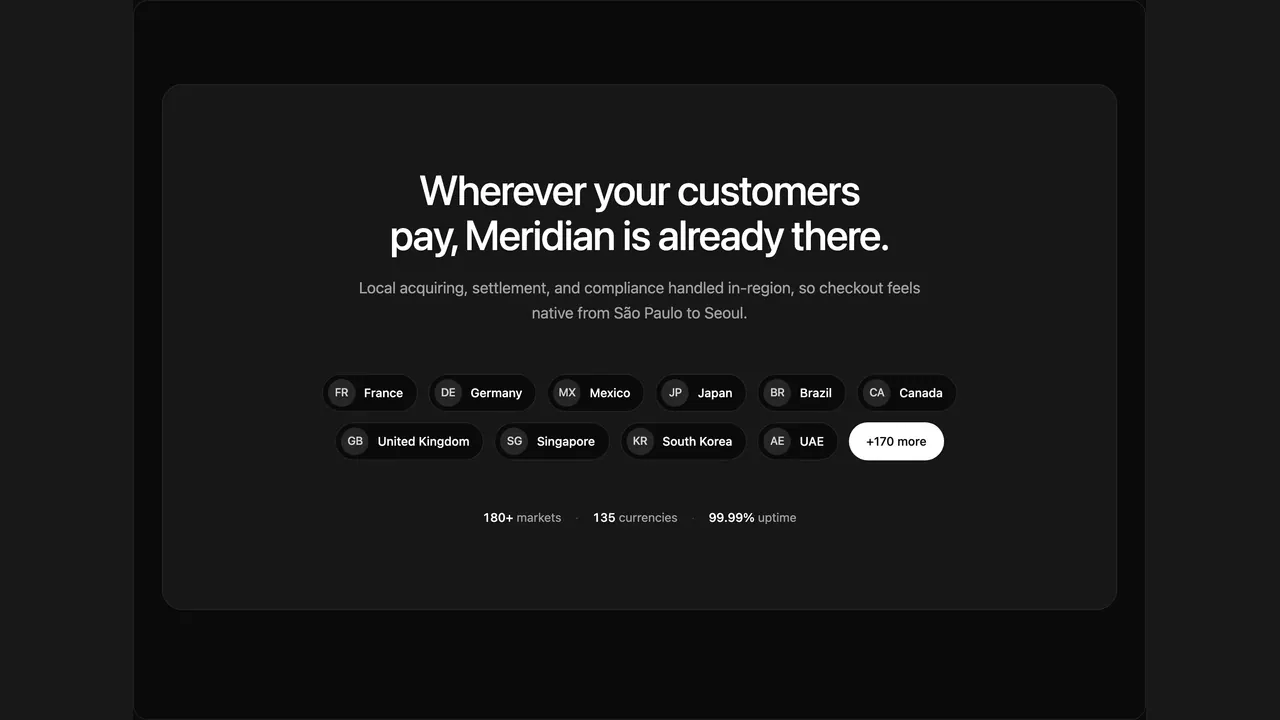 Wherever your customers
pay, Meridian is already there.
Local acquiring, settlement, and compliance handled in-region, so checkout feels
native from São Paulo to Seoul.
FR France DE Germany MX Mexico JP Japan BR Brazil CA Canada
GB United Kingdom SG Singapore KR South Korea AE UAE +170 more
180+ markets · 135 currencies · 99.99% uptime